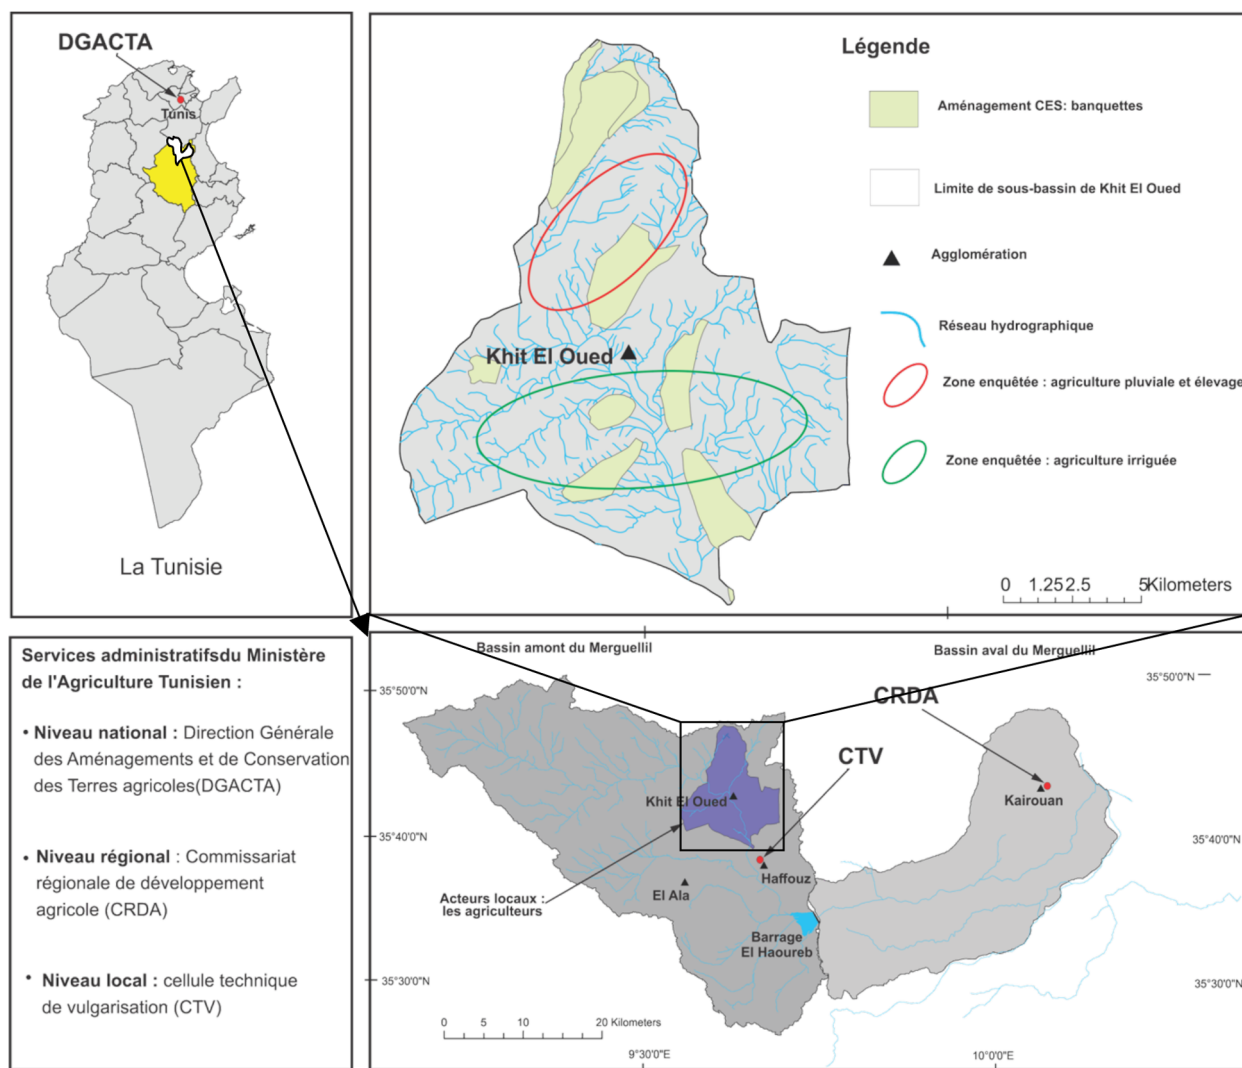 DGACTA
Tunis
La Tunisie
Légende
Aménagement CES: banquettes
Limite de sous-bassin de Khit El Oued
Agglomération
Réseau hydrographique
Zone enquêtée : agriculture pluviale et élevage
Zone enquêtée : agriculture irriguée
Khit El Oued
0 1.25 2.5 5Kilometers
Services administratifsdu Ministère
de l'Agriculture Tunisien :
• Niveau national : Direction Générale
des Aménagements et de Conservation
des Terres agricoles(DGACTA)
• Niveau régional : Commissariat
régionale de développement
agricole (CRDA)
• Niveau local : cellule technique
de vulgarisation (CTV)
Bassin amont du Merguellil
Bassin aval du Merguellil
35°50'0"N
35°50'0"N
CRDA
CTV
Khit El Oued
Kairouan
35°40'0"N
35°40'0"N
Haffouz
El Ala
Acteurs locaux :
les agriculteurs
Barrage
El Haoureb
35°30'0"N
35°30'0"N
0 5 10 20 Kilometers
9°30'0"E
10°0'0"E